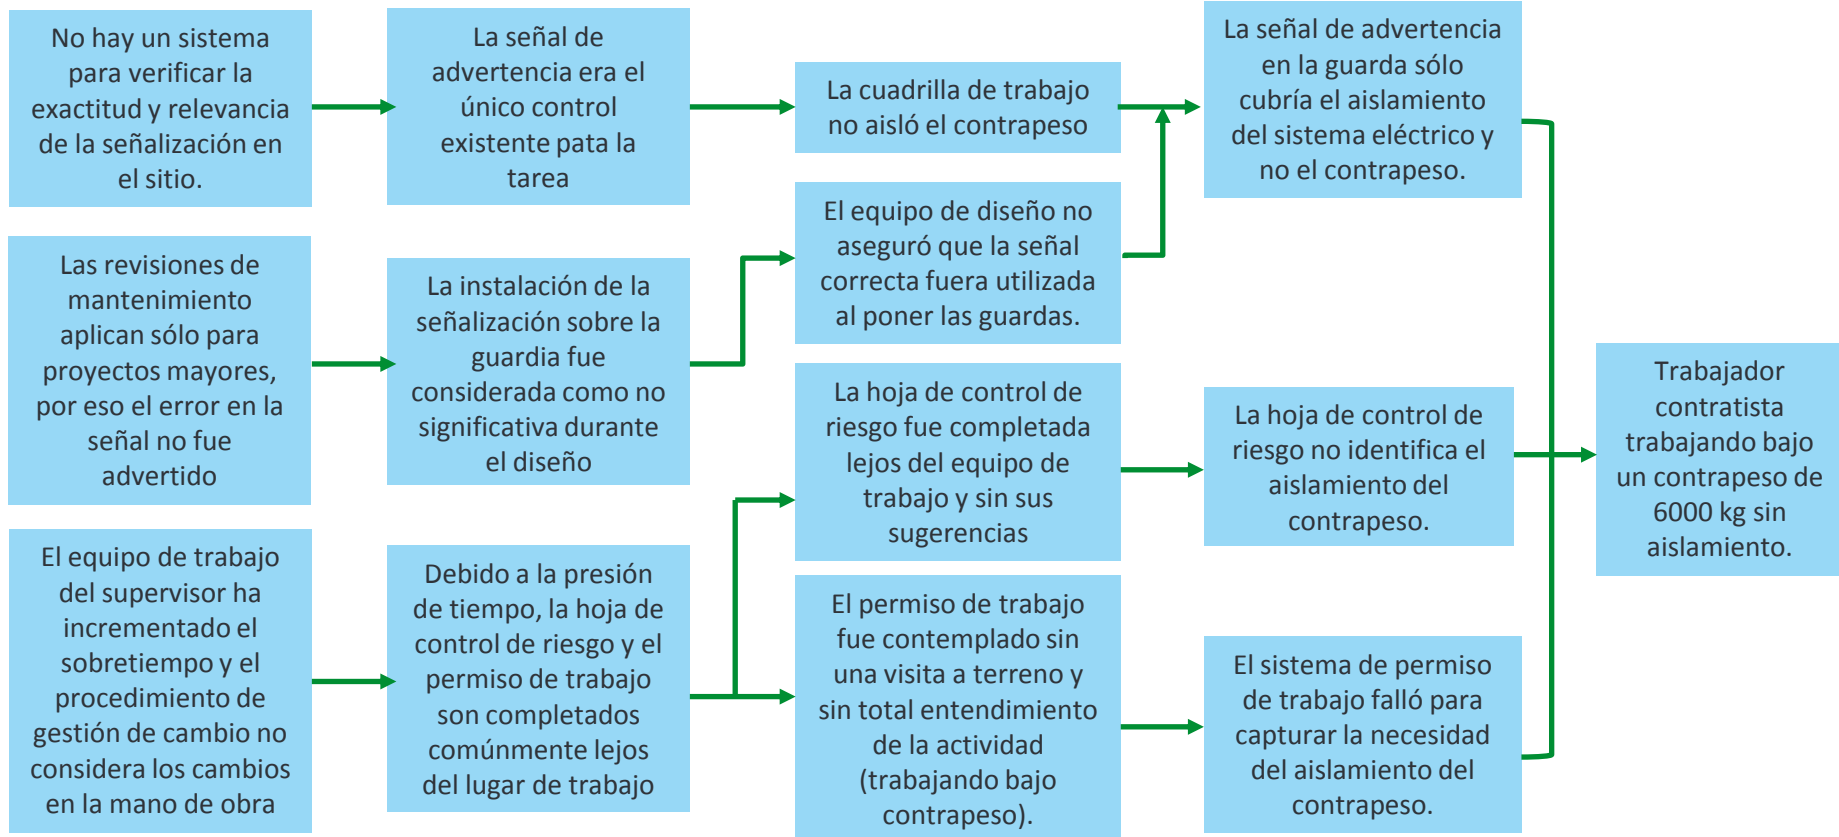 No hay un sistema
para verificar la
exactitud y relevancia
de la señalización en
el sitio.
La señal de
advertencia era el
único control
existente pata la
tarea
La cuadrilla de trabajo
no aisló el contrapeso
La señal de advertencia
en la guarda sólo
cubría el aislamiento
del sistema eléctrico y
no el contrapeso.
Las revisiones de
mantenimiento
aplican sólo para
proyectos mayores,
por eso el error en la
señal no fue
advertido
La instalación de la
señalización sobre la
guardia fue
considerada como no
significativa durante
el diseño
El equipo de diseño no
aseguró que la señal
correcta fuera utilizada
al poner las guardas.
La hoja de control de
riesgo fue completada
lejos del equipo de
trabajo y sin sus
sugerencias
La hoja de control de
riesgo no identifica el
aislamiento del
contrapeso.
Trabajador
contratista
trabajando bajo
un contrapeso de
6000 kg sin
aislamiento.
El equipo de trabajo
del supervisor ha
incrementado el
sobretiempo y el
procedimiento de
gestión de cambio no
considera los cambios
en la mano de obra
Debido a la presión
de tiempo, la hoja de
control de riesgo y el
permiso de trabajo
son completados
comúnmente lejos
del lugar de trabajo
El permiso de trabajo
fue contemplado sin
una visita a terreno y
sin total entendimiento
de la actividad
(trabajando bajo
contrapeso).
El sistema de permiso
de trabajo falló para
capturar la necesidad
del aislamiento del
contrapeso.